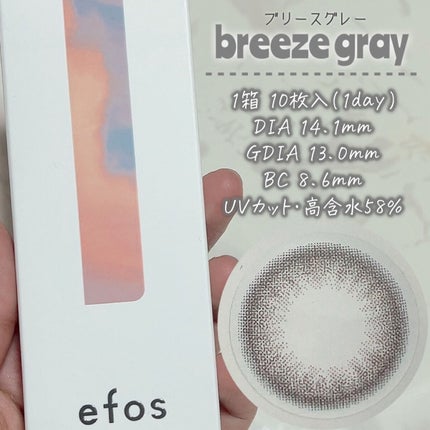 ブリースグレー
breeze gray
1箱 10枚入(1day)
DIA 14.1mm
GDIA 13.0mm
BC 8.6mm
UVカット・高含水58%
efos